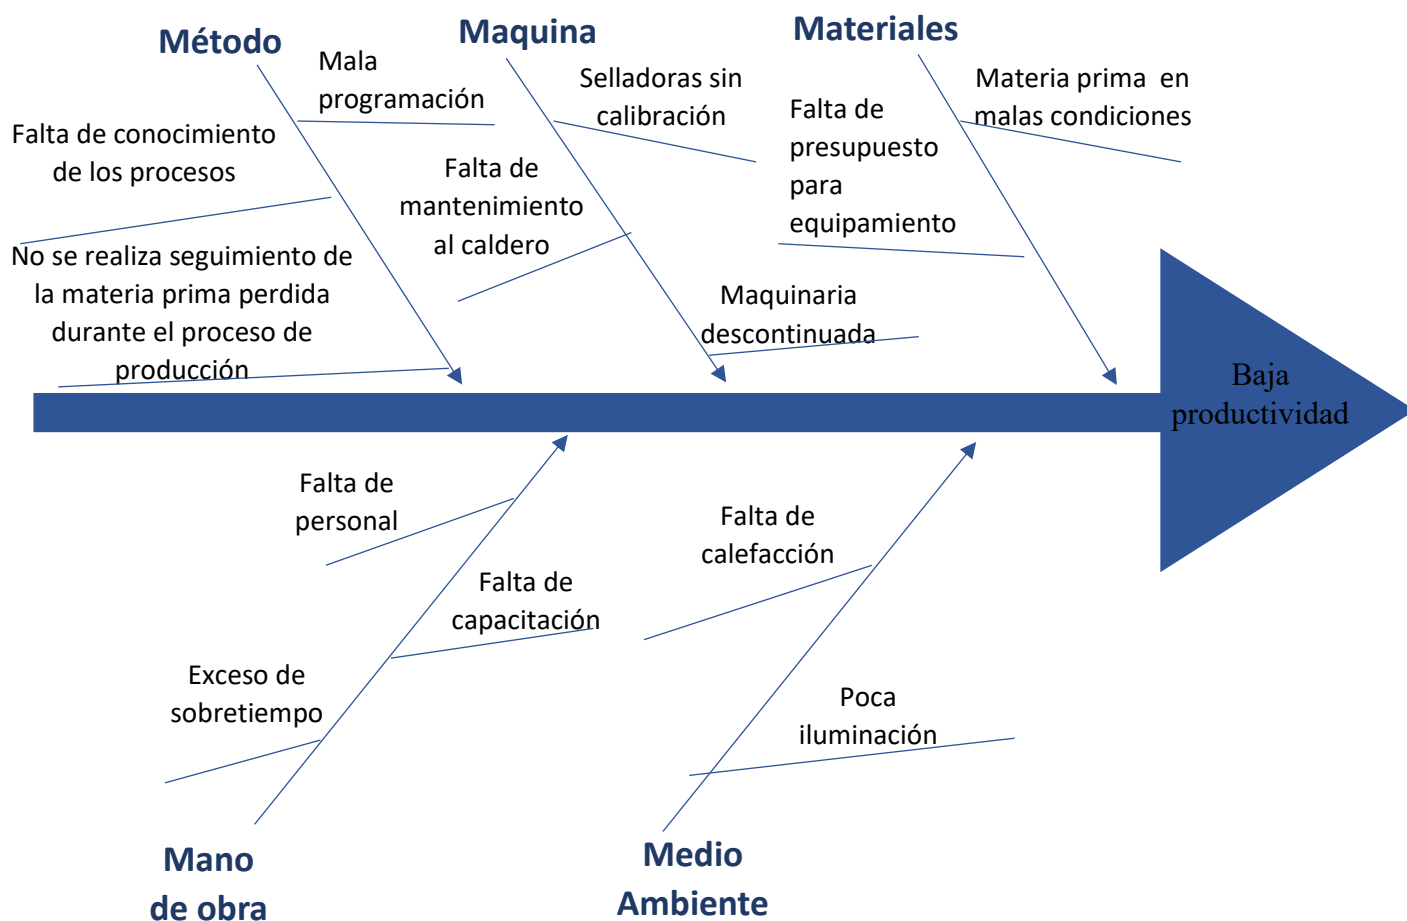 Método
Mala
programación
Falta de conocimiento
de los procesos
No se realiza seguimiento de
la materia prima perdida
durante el proceso de
producción
Maquina
Selladoras sin
calibración
Falta de
mantenimiento
al caldero
Maquinaria
descontinuada
Materiales
Materia prima  en
malas condiciones
Falta de
presupuesto
para
equipamiento
Baja
productividad
Falta de
personal
Falta de
capacitación
Exceso de
sobretiempo
Mano
de obra
Falta de
calefacción
Poca
iluminación
Medio
Ambiente